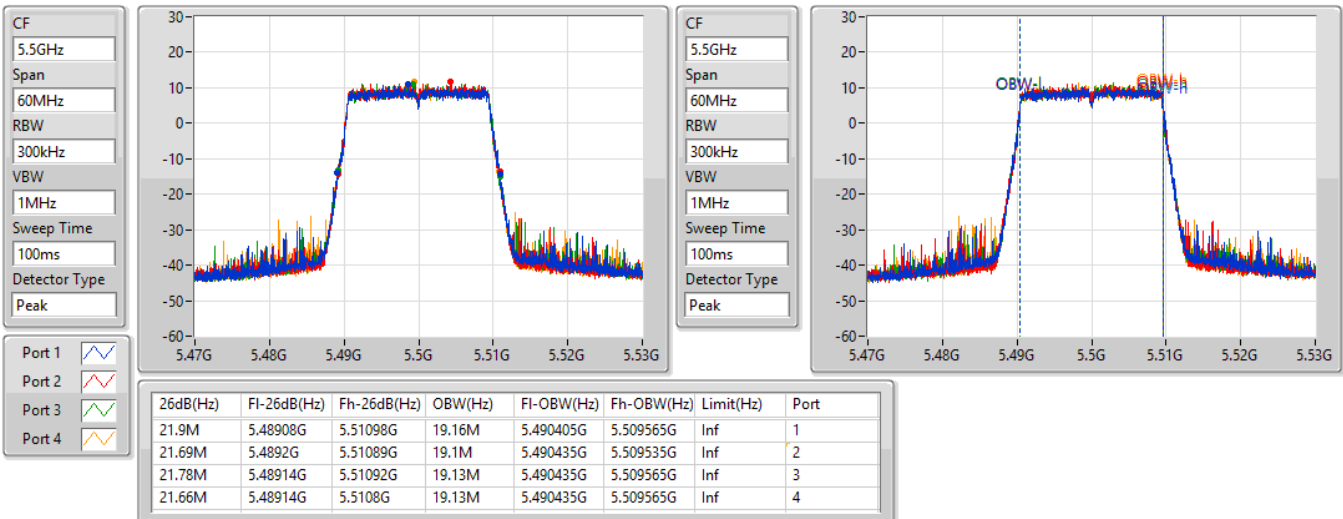 CF
5.5GHz
Span
60MHz
RBW
300kHz
VBW
1MHz
Sweep Time
100ms
Detector Type
Peak
Port 1
Port 2
Port 3
Port 4
30
20
10
0
-10
-20
-30
-40
-50
-60
5.47G 5.48G 5.49G 5.5G 5.51G 5.52G 5.53G
CF
5.5GHz
Span
60MHz
RBW
300kHz
VBW
1MHz
Sweep Time
100ms
Detector Type
Peak
30
20
10
0
-10
-20
-30
-40
-50
-60
OBW-l OBW-h
5.47G 5.48G 5.49G 5.5G 5.51G 5.52G 5.53G
26dB(Hz) Fl-26dB(Hz) Fh-26dB(Hz) OBW(Hz) Fl-OBW(Hz) Fh-OBW(Hz) Limit(Hz) Port
21.9M 5.48908G 5.51098G 19.16M 5.490405G 5.509565G Inf 1
21.69M 5.4892G 5.51089G 19.1M 5.490435G 5.509535G Inf 2
21.78M 5.48914G 5.51092G 19.13M 5.490435G 5.509565G Inf 3
21.66M 5.48914G 5.5108G 19.13M 5.490435G 5.509565G Inf 4